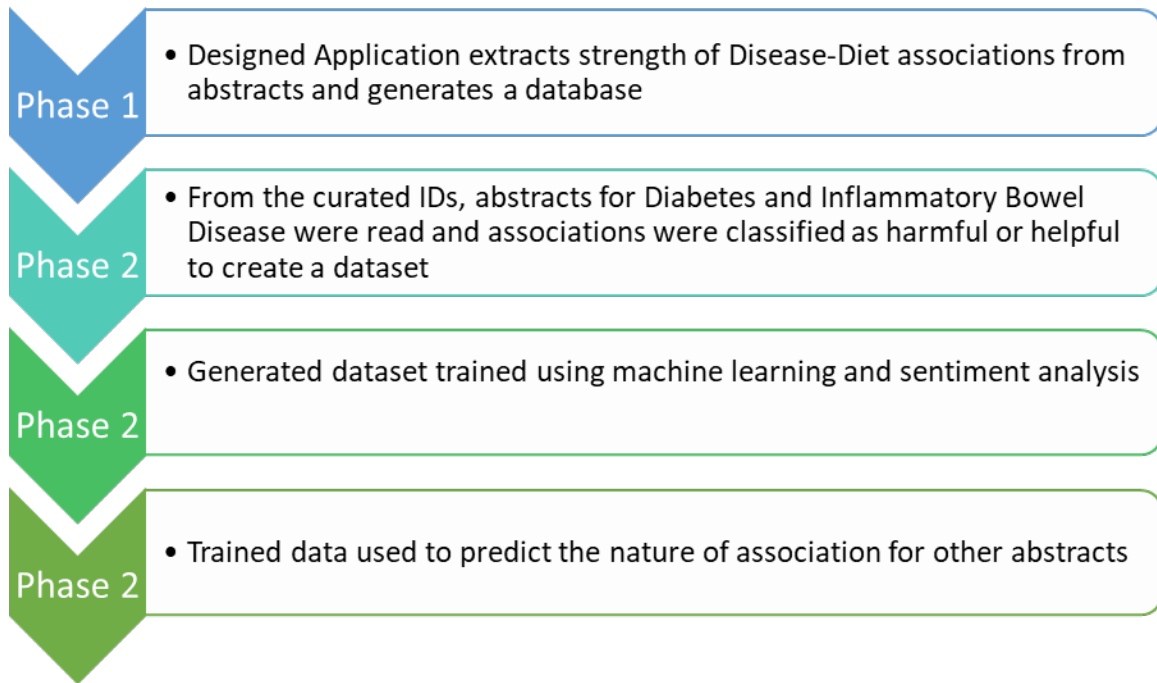 Phase 1
• Designed Application extracts strength of Disease-Diet associations from
abstracts and generates a database
Phase 2
• From the curated IDs, abstracts for Diabetes and Inflammatory Bowel
Disease were read and associations were classified as harmful or helpful
to create a dataset
Phase 2
• Generated dataset trained using machine learning and sentiment analysis
Phase 2
• Trained data used to predict the nature of association for other abstracts